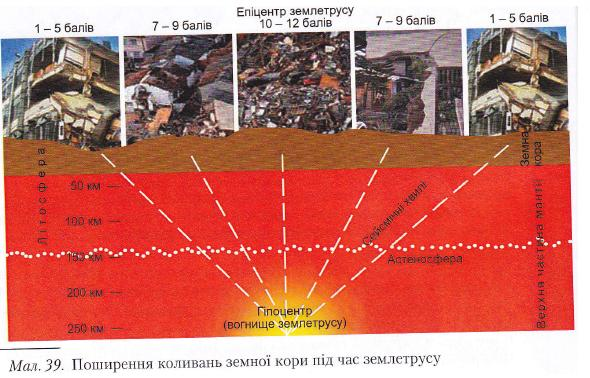 Епіцентр землетрусу
1 – 5 балів
7 – 9 балів
10 – 12 балів
7 – 9 балів
1 – 5 балів
Літосфера
Земна
кора
50 км
100 км
150 км
200 км
250 км
Сейсмічні хвилі
Астеносфера
Верхня частина мантії
Гіпоцентр
(вогнище землетрусу)
Мал. 39. Поширення коливань земної кори під час землетрусу